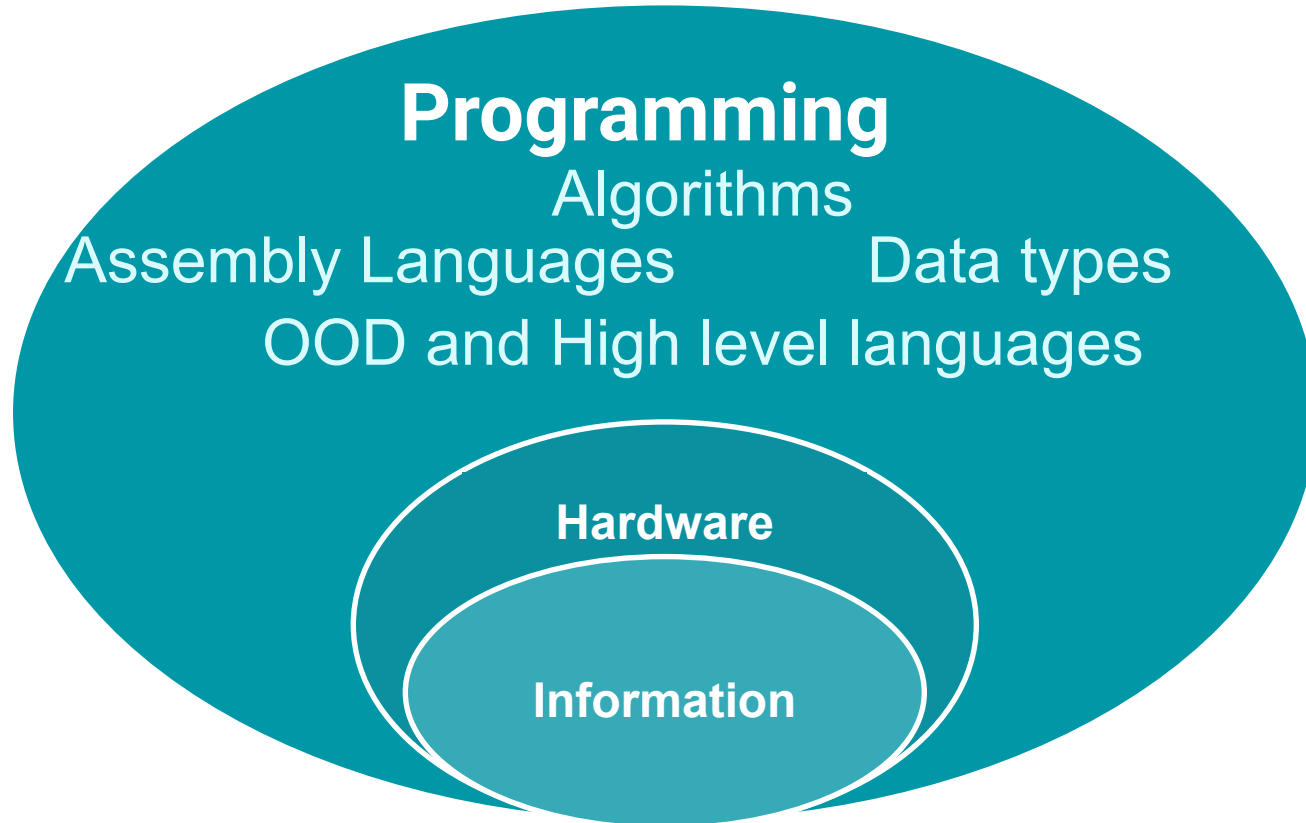 Programming
Algorithms
Assembly Languages Data types
OOD and High level languages
Hardware
Information